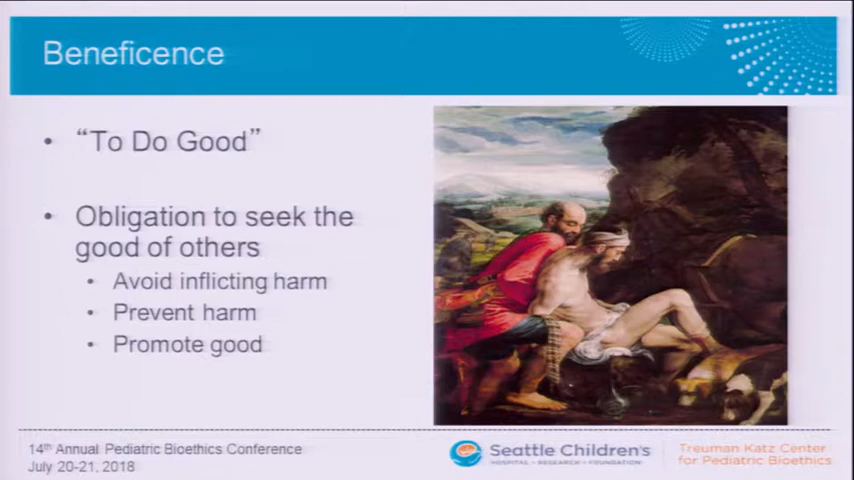 Beneficence
• “To Do Good”
• Obligation to seek the
good of others
• Avoid inflicting harm
• Prevent harm
• Promote good
14th Annual Pediatric Bioethics Conference
July 20-21, 2018
Seattle Children's
HOSPITAL • RESEARCH • FOUNDATION
Treuman Katz Center
for Pediatric Bioethics